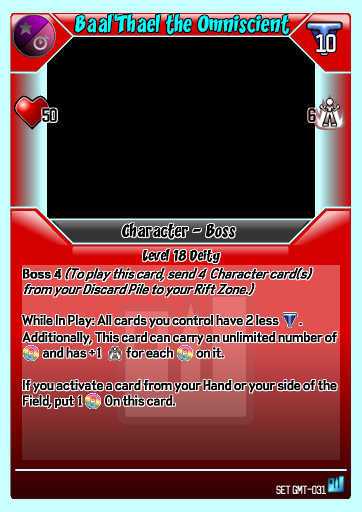 Baal'Thael the Omniscient
10
50
6
Character - Boss
Level 18 Deity
Boss 4 (To play this card, send 4 Character card(s)
from your Discard Pile to your Rift Zone.)
While In Play: All cards you control have 2 less .
Additionally, This card can carry an unlimited number of
and has +1 for each on it.
If you activate a card from your Hand or your side of the
Field, put 1 On this card.
SET GMT-031